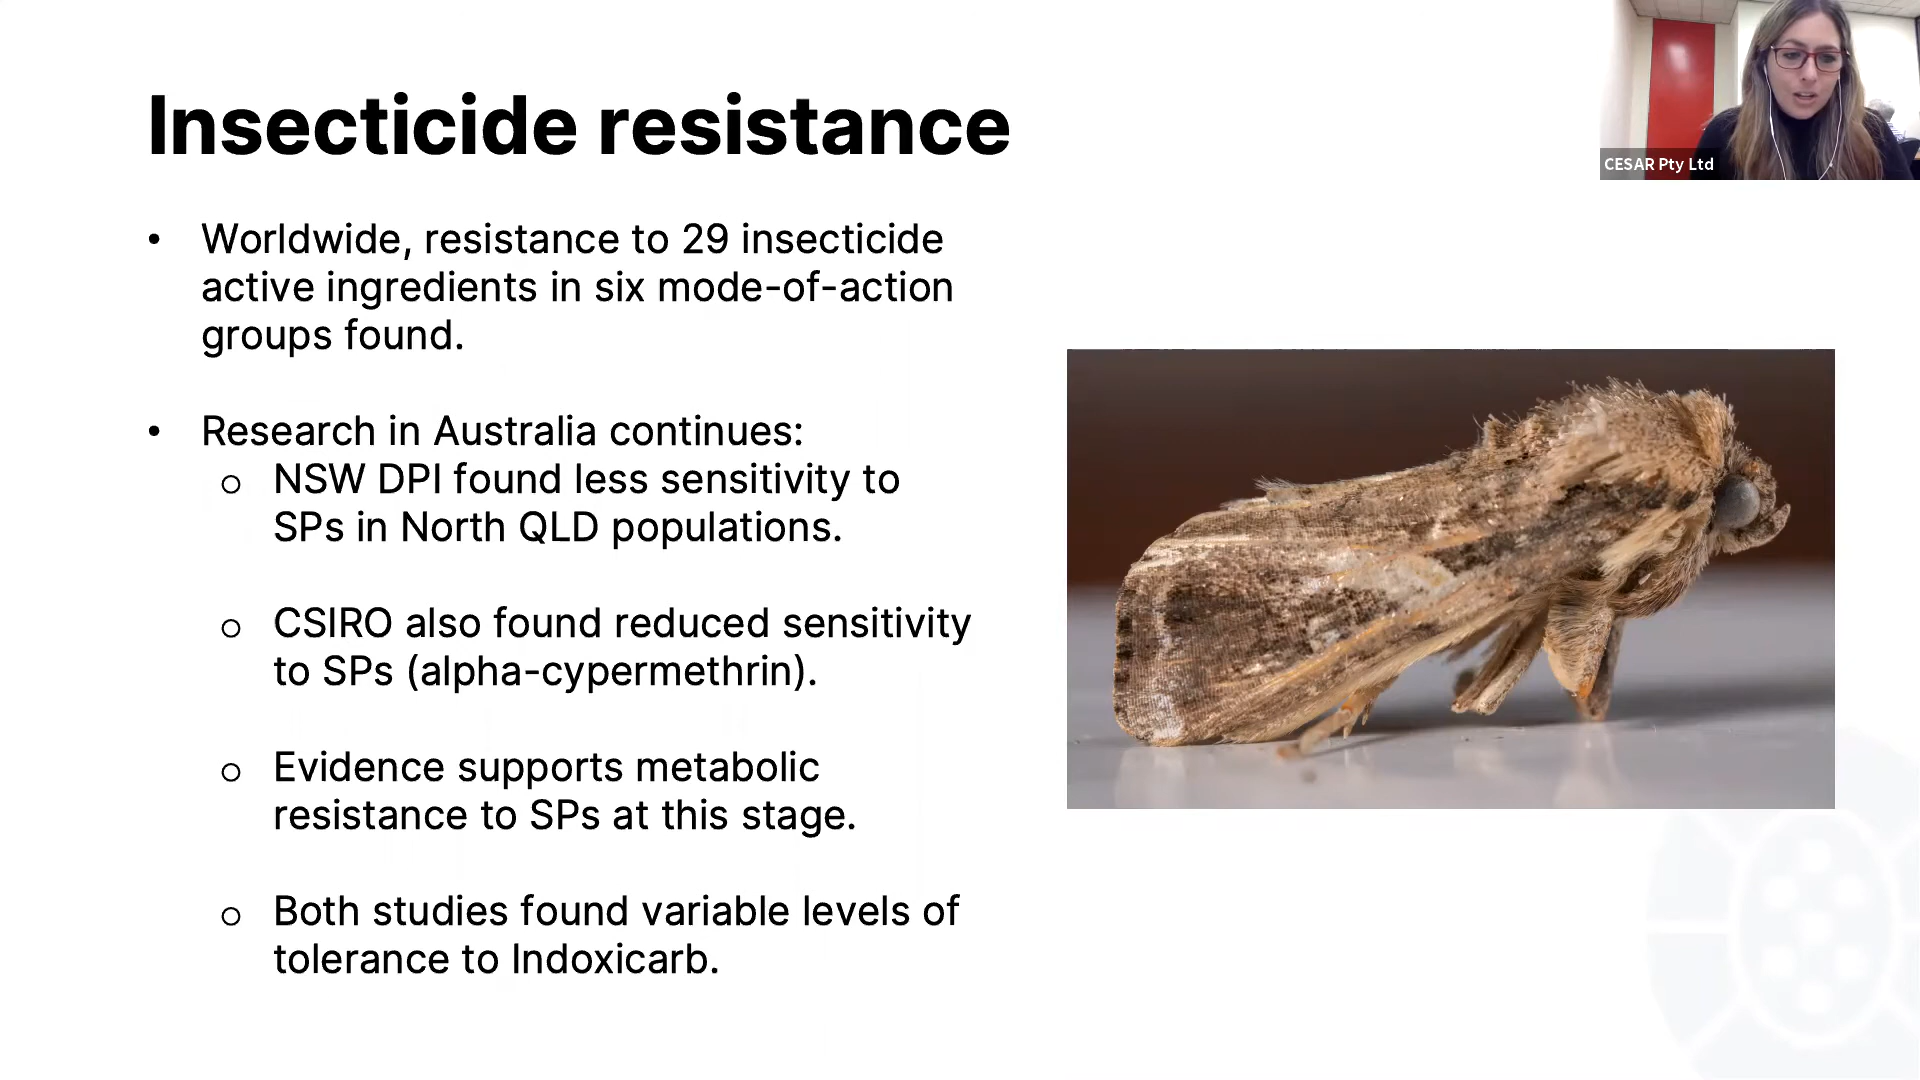 Insecticide resistance
CESAR Pty Ltd
• Worldwide, resistance to 29 insecticide
active ingredients in six mode-of-action
groups found.
• Research in Australia continues:
o NSW DPI found less sensitivity to
SPs in North QLD populations.
o CSIRO also found reduced sensitivity
to SPs (alpha-cypermethrin).
o Evidence supports metabolic
resistance to SPs at this stage.
o Both studies found variable levels of
tolerance to Indoxicarb.